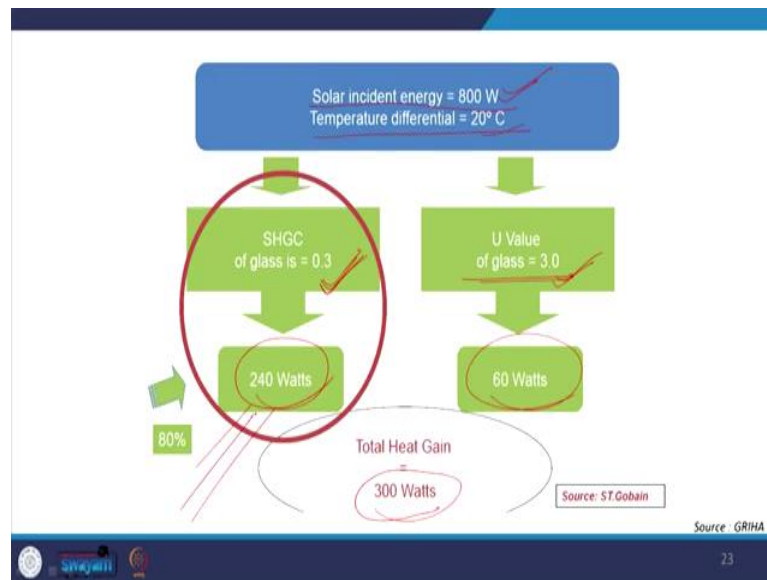 Solar incident energy = 800 W
Temperature differential = 20º C
SHGC
of glass is = 0.3
U Value
of glass = 3.0
240 Watts
60 Watts
80%
Total Heat Gain
=
300 Watts
Source: ST.Gobain
Source : GRIHA
swayam
23